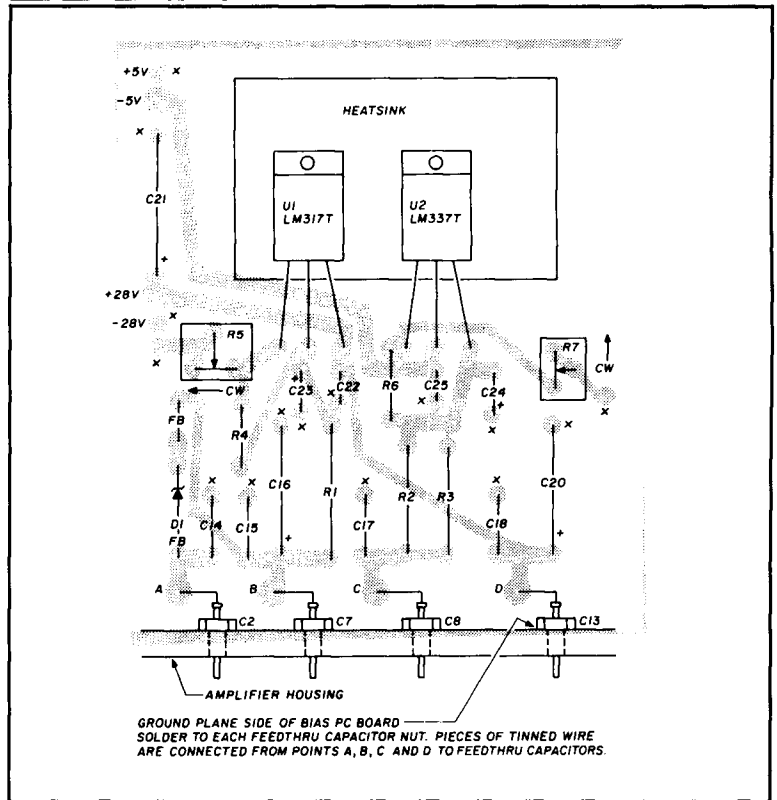 +5V
x
-5V
x
HEATSINK
C21
U1
LM317T
U2
LM337T
+
+28V
x
-28V
R5
R7
CW
x
CW
+
C23
x
C22
R6
C25
x
C24
+
FB
R4
x
x
x
x
x
C16
R1
x
x
x
x
R2
R3
C20
D1
FB
C14
C15
+
C17
C18
+
A
B
C
D
C2
C7
C8
C13
AMPLIFIER HOUSING
GROUND PLANE SIDE OF BIAS PC BOARD
SOLDER TO EACH FEEDTHRU CAPACITOR NUT. PIECES OF TINNED WIRE
ARE CONNECTED FROM POINTS A, B, C AND D TO FEEDTHRU CAPACITORS.